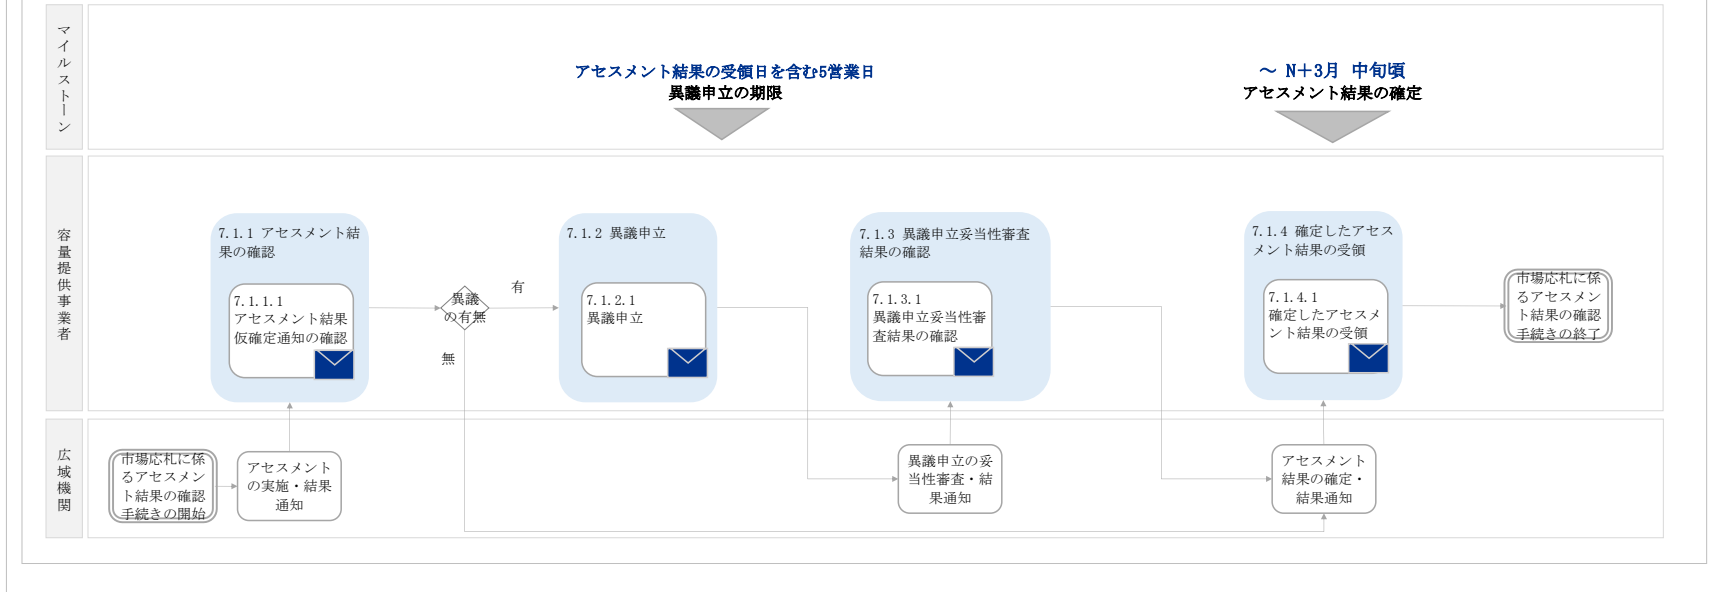 マイルストーン
アセスメント結果の受領日を含む5営業日
異議申立の期限
～ N＋3月 中旬頃
アセスメント結果の確定
容量提供事業者
7.1.1 アセスメント結
果の確認
7.1.1.1
アセスメント結果
仮確定通知の確認
異議
の有無
有
無
7.1.2 異議申立
7.1.2.1
異議申立
7.1.3 異議申立妥当性審査
結果の確認
7.1.3.1
異議申立妥当性審
査結果の確認
7.1.4 確定したアセス
メント結果の受領
7.1.4.1
確定したアセスメ
ント結果の受領
市場応札に係
るアセスメン
ト結果の確認
手続きの終了
広域機関
市場応札に係
るアセスメン
ト結果の確認
手続きの開始
アセスメント
の実施・結果
通知
異議申立の妥
当性審査・結
果通知
アセスメント
結果の確定・
結果通知